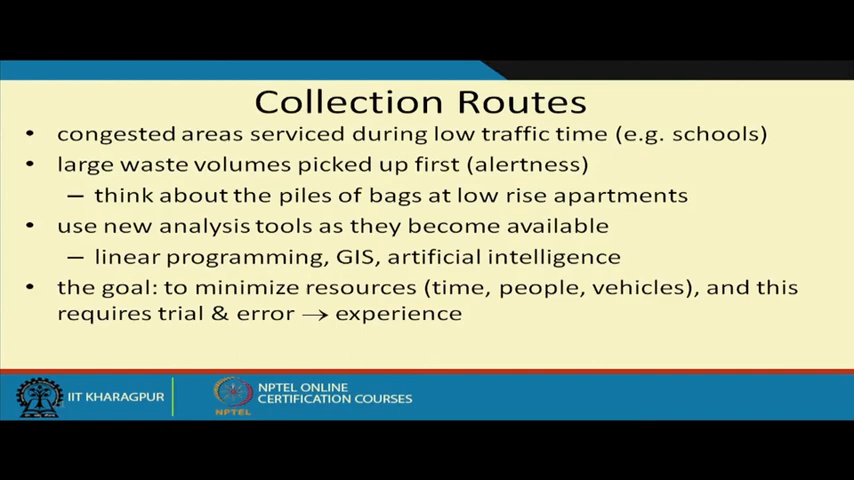 Collection Routes
• congested areas serviced during low traffic time (e.g. schools)
• large waste volumes picked up first (alertness)
– think about the piles of bags at low rise apartments
• use new analysis tools as they become available
– linear programming, GIS, artificial intelligence
• the goal: to minimize resources (time, people, vehicles), and this
requires trial & error → experience
IIT KHARAGPUR
NPTEL
NPTEL ONLINE
CERTIFICATION COURSES